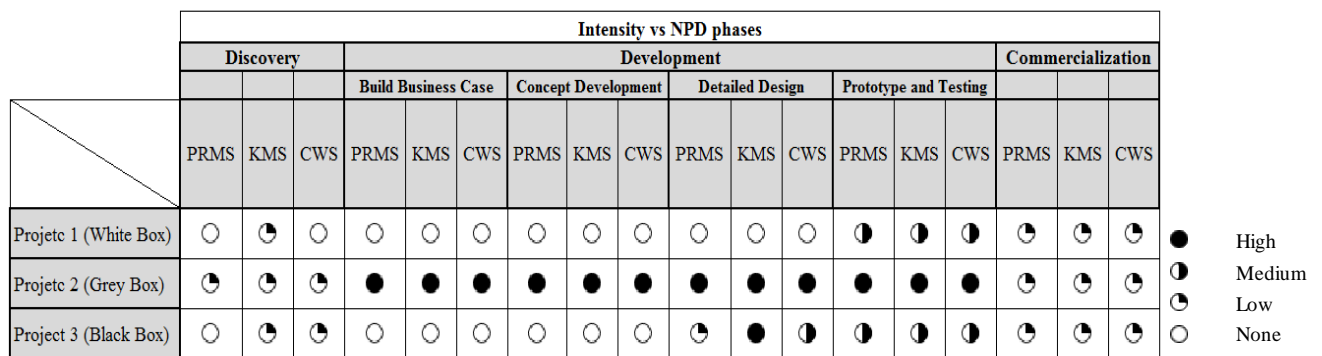 Intensity vs NPD phases
Discovery Development Commercialization
Build Business Case Concept Development Detailed Design Prototype and Testing
PRMS KMS CWS PRMS KMS CWS PRMS KMS CWS PRMS KMS CWS PRMS KMS CWS PRMS KMS CWS
Projetc 1 (White Box)
High
Projetc 2 (Grey Box)
Medium
Low
Project 3 (Black Box)
None